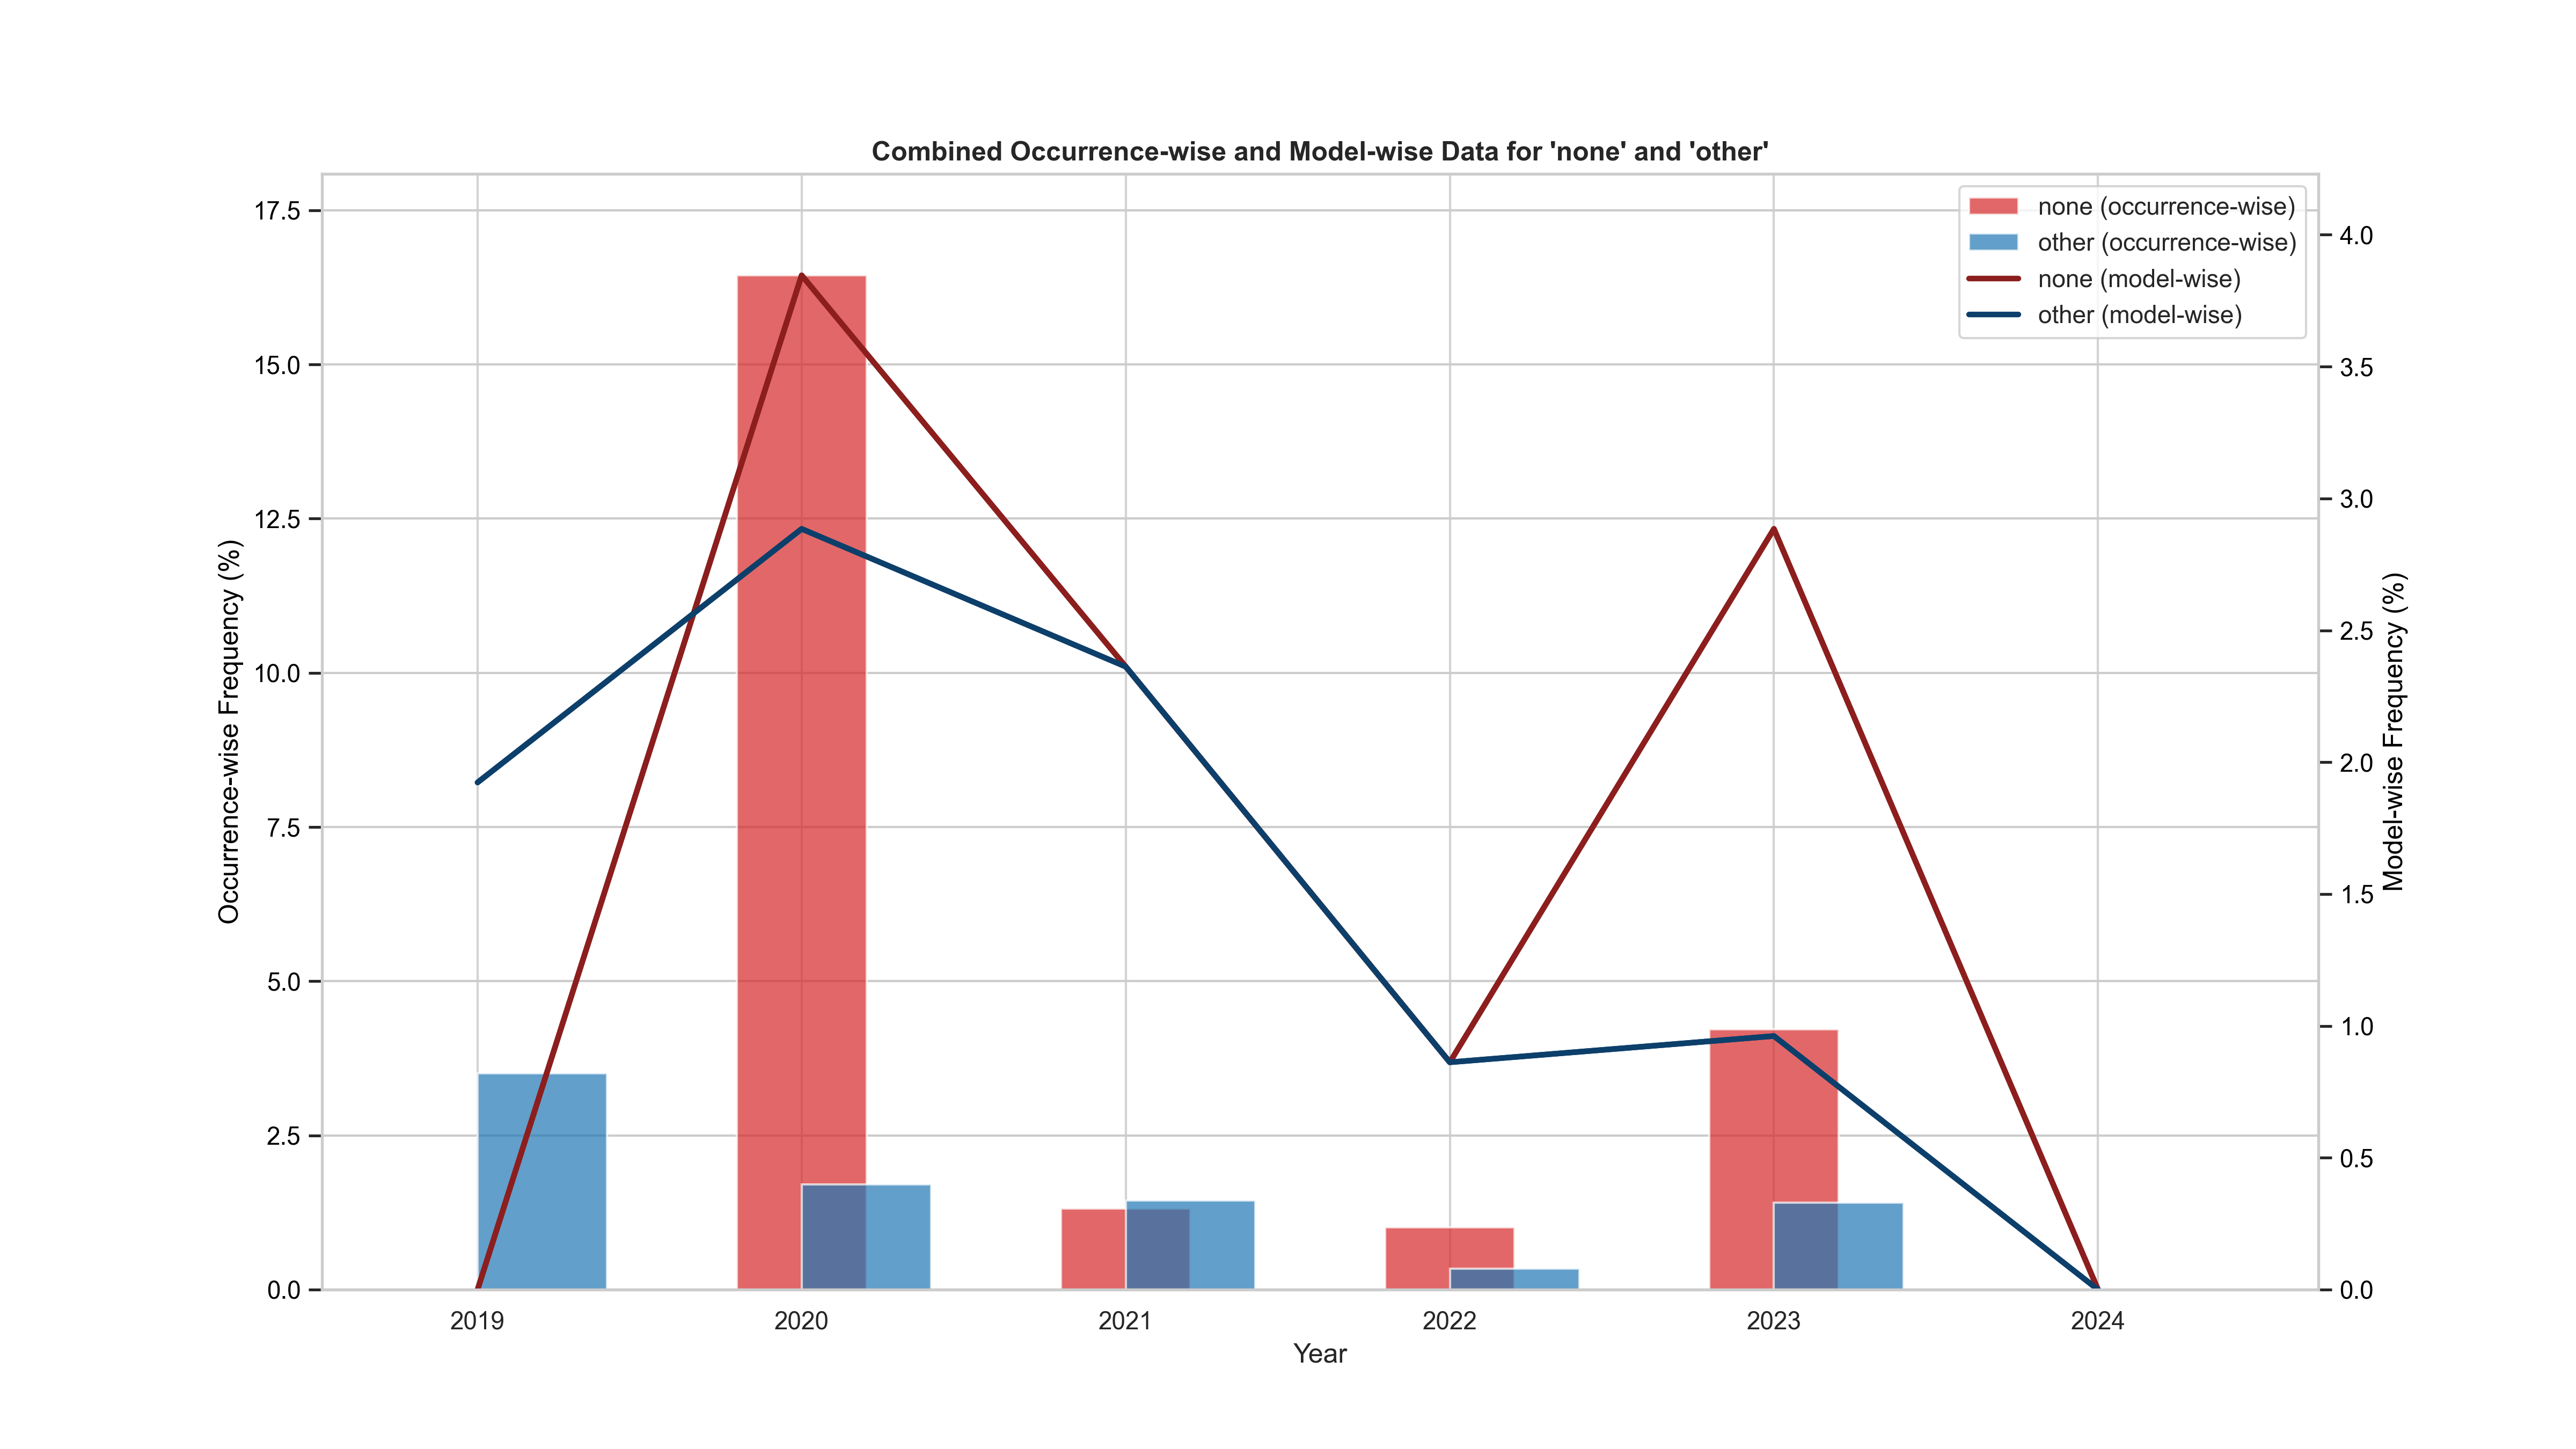 Combined Occurrence-wise and Model-wise Data for 'none' and 'other'
none (occurrence-wise)
other (occurrence-wise)
none (model-wise)
other (model-wise)
Occurrence-wise Frequency (%)
17.5
15.0
12.5
10.0
7.5
5.0
2.5
0.0
4.0
3.5
3.0
2.5
2.0
1.5
1.0
0.5
0.0
Model-wise Frequency (%)
2019 2020 2021 2022 2023 2024
Year